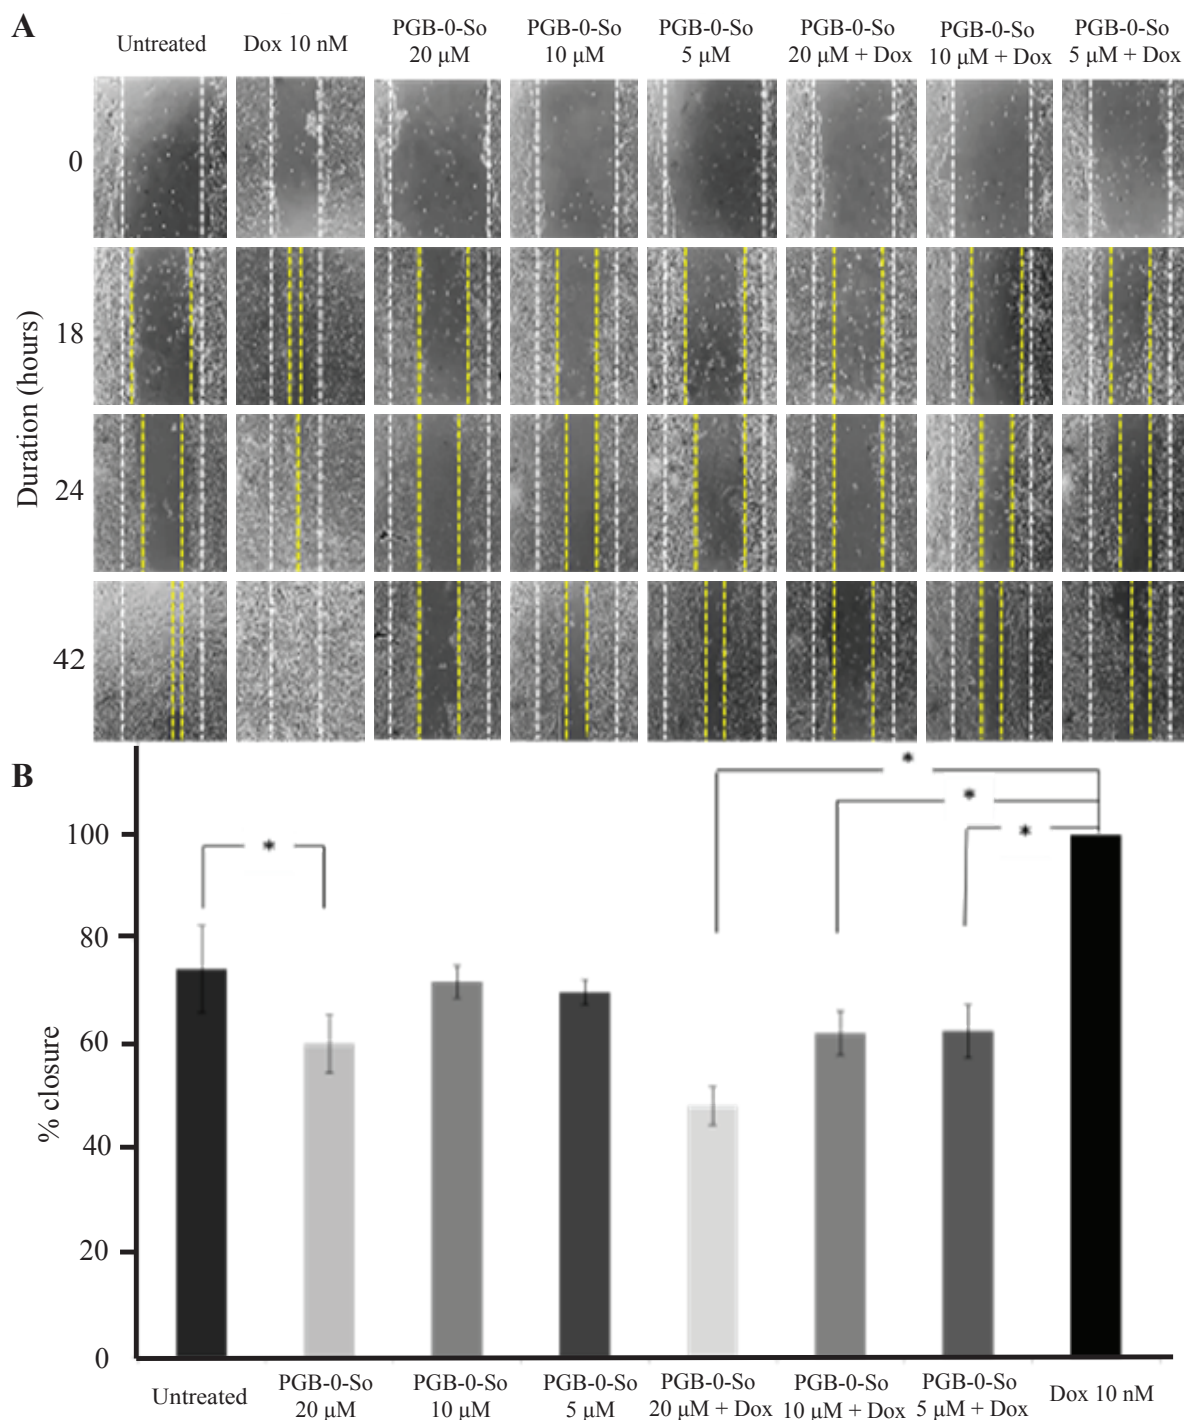 A
Untreated
Dox 10 nM
PGB-0-So
20 µM
PGB-0-So
10 µM
PGB-0-So
5 µM
PGB-0-So
20 µM + Dox
PGB-0-So
10 µM + Dox
PGB-0-So
5 µM + Dox
Duration (hours)
0
18
24
42
B
% closure
100
80
60
40
20
0
*
*
*
*
Untreated
PGB-0-So
20 µM
PGB-0-So
10 µM
PGB-0-So
5 µM
PGB-0-So
20 µM + Dox
PGB-0-So
10 µM + Dox
PGB-0-So
5 µM + Dox
Dox 10 nM